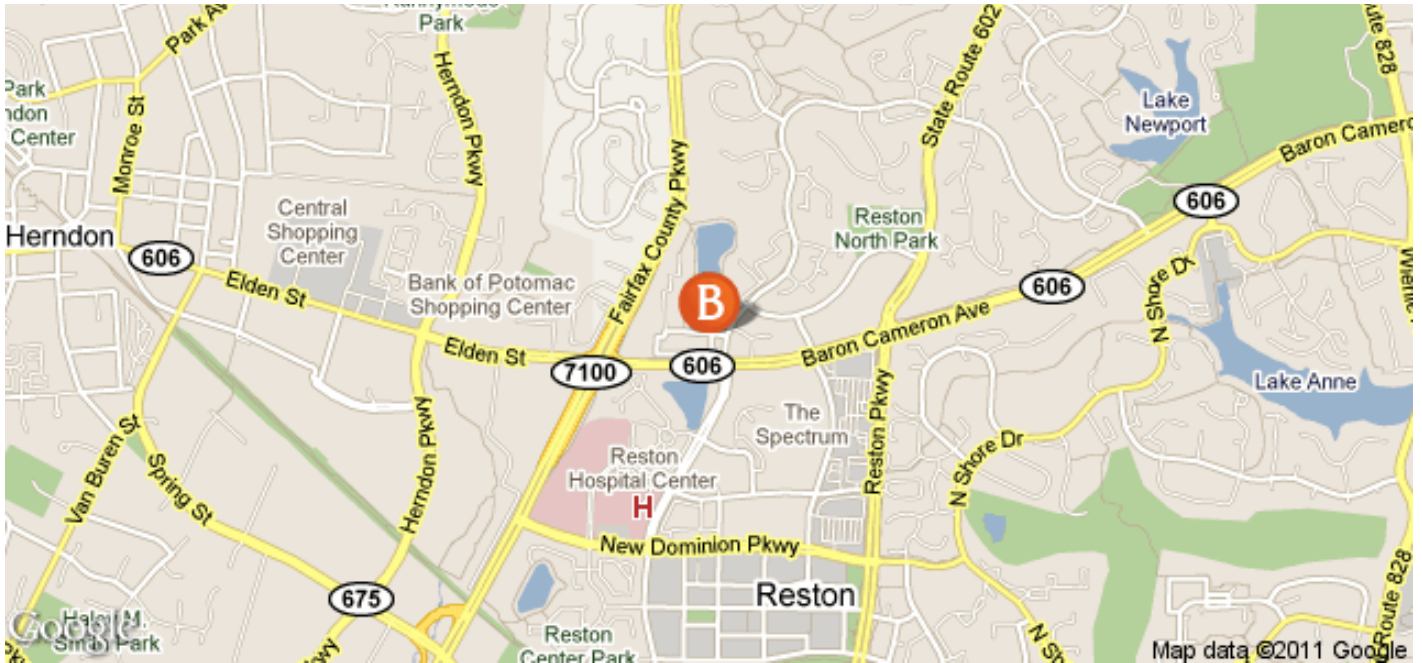 Park
Park Av
Herndon Pkwy
Fairfax County Pkwy
State Route 602
Route 828
Park
Center
Monroe St
Lake
Newport
Baron Cameron
606
Central
Shopping
Center
Reston
North Park
Herndon
606
Elden St
Bank of Potomac
Shopping Center
B
606
N Shore Dr
Elden St
7100
606
Baron Cameron Ave
Lake Anne
Van Buren St
Spring St
Herndon Pkwy
Reston
Hospital Center
H
The
Spectrum
Reston Pkwy
N Shore Dr
New Dominion Pkwy
675
Reston
Route 828
Google
Reston
Center Park
N Sh
Map data ©2011 Google